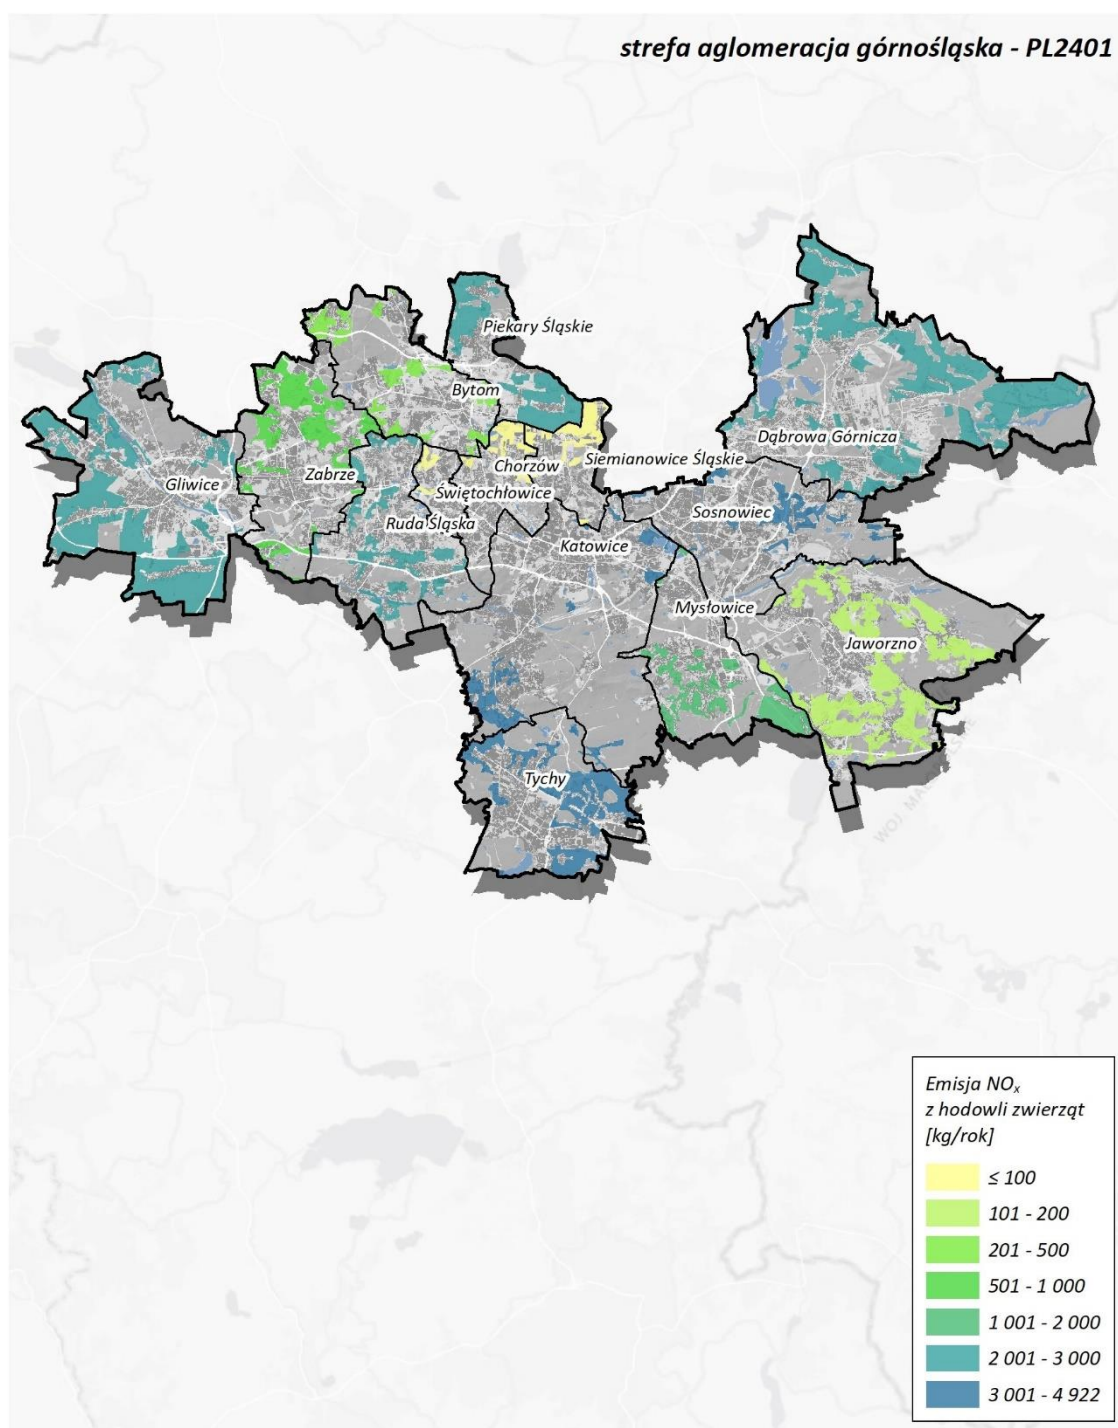 strefa aglomeracja górnośląska - PL2401
Piekary Śląskie
Bytom
Dąbrowa Górnicza
Siemianowice Śląskie
Chorzów
Zabrze
Gliwice
Świętochłowice
Sosnowiec
Ruda Śląska
Katowice
Mysłowice
Jaworzno
Tychy
Emisja NOₓ
z hodowli zwierząt
[kg/rok]
≤ 100
101 - 200
201 - 500
501 - 1 000
1 001 - 2 000
2 001 - 3 000
3 001 - 4 922